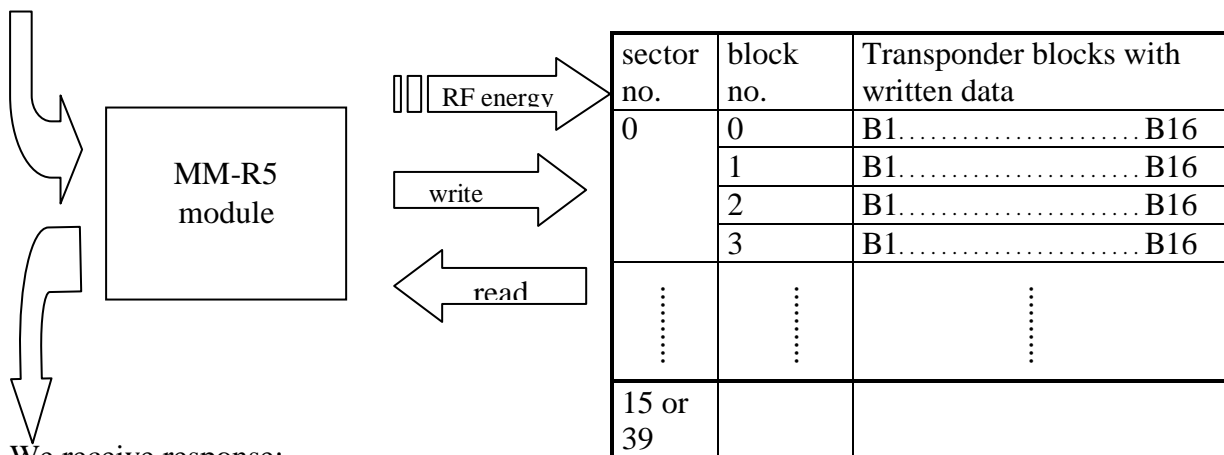 sector no.
block no.
Transponder blocks with written data
RF energy
0
0
B1.......................B16
MM-R5 module
1
B1.......................B16
write
2
B1.......................B16
3
B1.......................B16
read
15 or 39
We receive response: